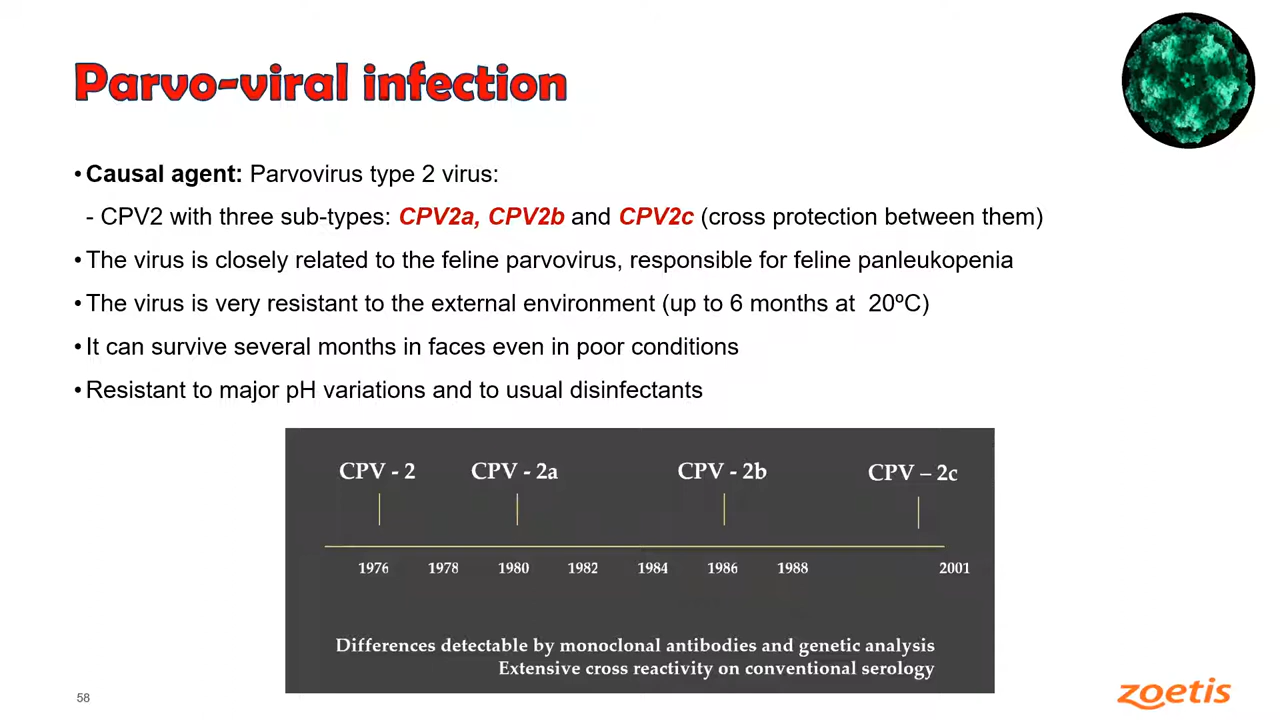 Parvo-viral infection
• Causal agent: Parvovirus type 2 virus:
- CPV2 with three sub-types: CPV2a, CPV2b and CPV2c (cross protection between them)
• The virus is closely related to the feline parvovirus, responsible for feline panleukopenia
• The virus is very resistant to the external environment (up to 6 months at 20ºC)
• It can survive several months in faces even in poor conditions
• Resistant to major pH variations and to usual disinfectants
CPV - 2 CPV - 2a CPV - 2b CPV – 2c
1976 1978 1980 1982 1984 1986 1988 2001
Differences detectable by monoclonal antibodies and genetic analysis
Extensive cross reactivity on conventional serology
58
zoetis